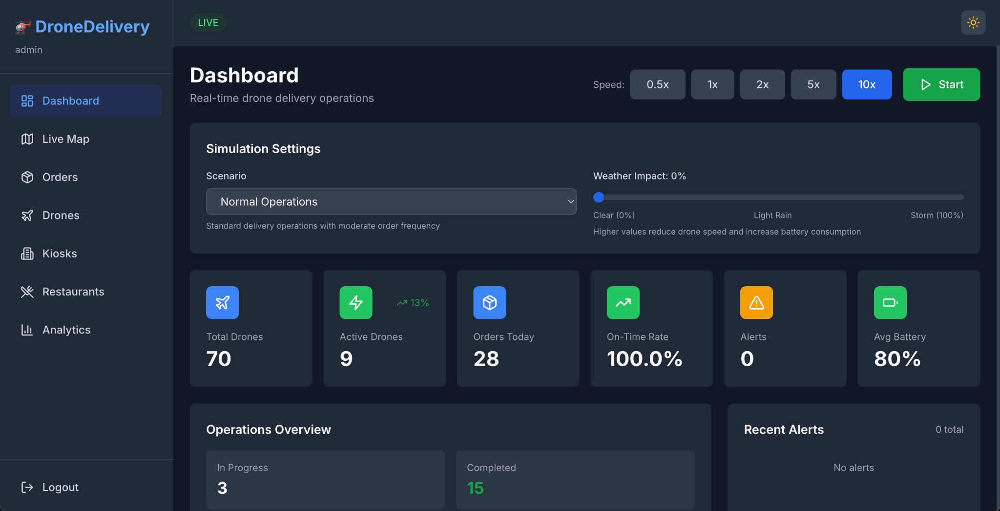 DroneDelivery
admin
Dashboard
Live Map
Orders
Drones
Kiosks
Restaurants
Analytics
Logout
LIVE
Dashboard
Real-time drone delivery operations
Speed:
0.5x
1x
2x
5x
10x
Start
Simulation Settings
Scenario
Normal Operations
Standard delivery operations with moderate order frequency
Weather Impact: 0%
Clear (0%)
Light Rain
Storm (100%)
Higher values reduce drone speed and increase battery consumption
Total Drones
70
13%
Active Drones
9
Orders Today
28
On-Time Rate
100.0%
Alerts
0
Avg Battery
80%
Operations Overview
In Progress
3
Completed
15
Recent Alerts
0 total
No alerts